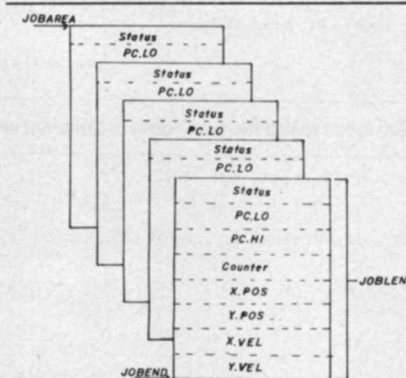 JOBAREA
Status
PC.LO
Status
PC.LO
Status
PC.LO
Status
PC.LO
Status
PC.LO
PC.HI
Counter
X.POS
JOBLEN
Y.POS
X.VEL
Y.VEL
JOBEND